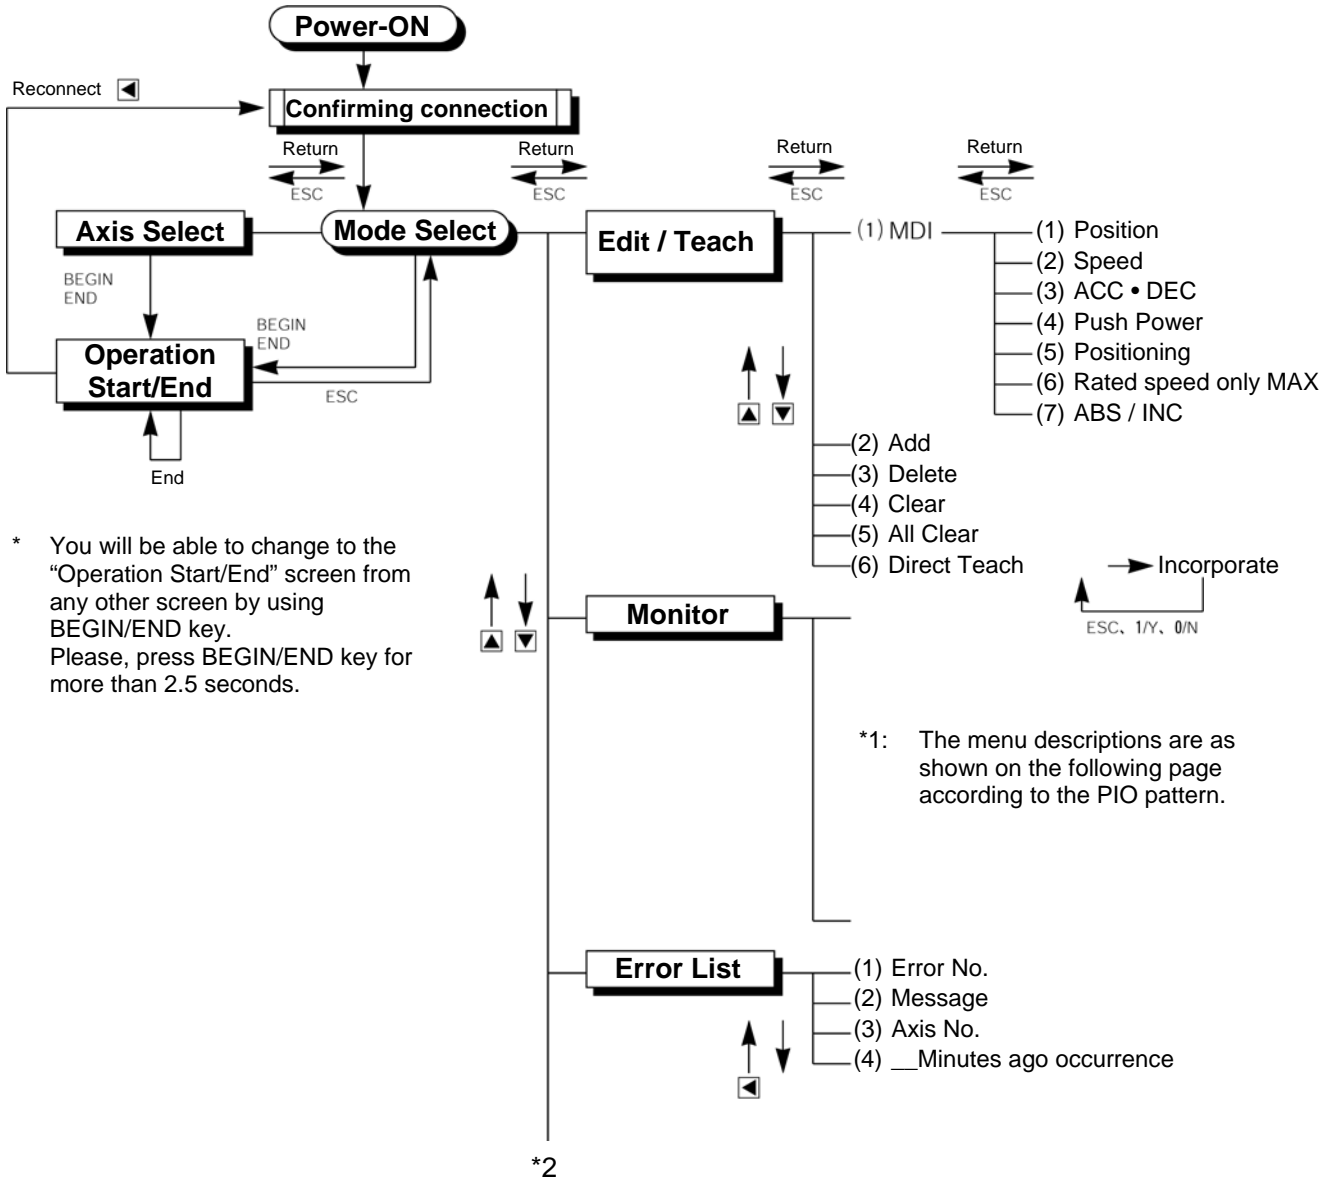 Power-ON
Reconnect
Confirming connection
Return
ESC
Return
ESC
Return
ESC
Return
ESC
Axis Select
Mode Select
Edit / Teach
(1) MDI
(1) Position
(2) Speed
(3) ACC • DEC
(4) Push Power
(5) Positioning
(6) Rated speed only MAX
(7) ABS / INC
BEGIN
END
BEGIN
END
Operation
Start/End
ESC
End
(2) Add
(3) Delete
(4) Clear
(5) All Clear
(6) Direct Teach
* You will be able to change to the
“Operation Start/End” screen from
any other screen by using
BEGIN/END key.
Please, press BEGIN/END key for
more than 2.5 seconds.
Incorporate
ESC、1/Y、0/N
Monitor
*1: The menu descriptions are as
shown on the following page
according to the PIO pattern.
Error List
(1) Error No.
(2) Message
(3) Axis No.
(4) __Minutes ago occurrence
*2